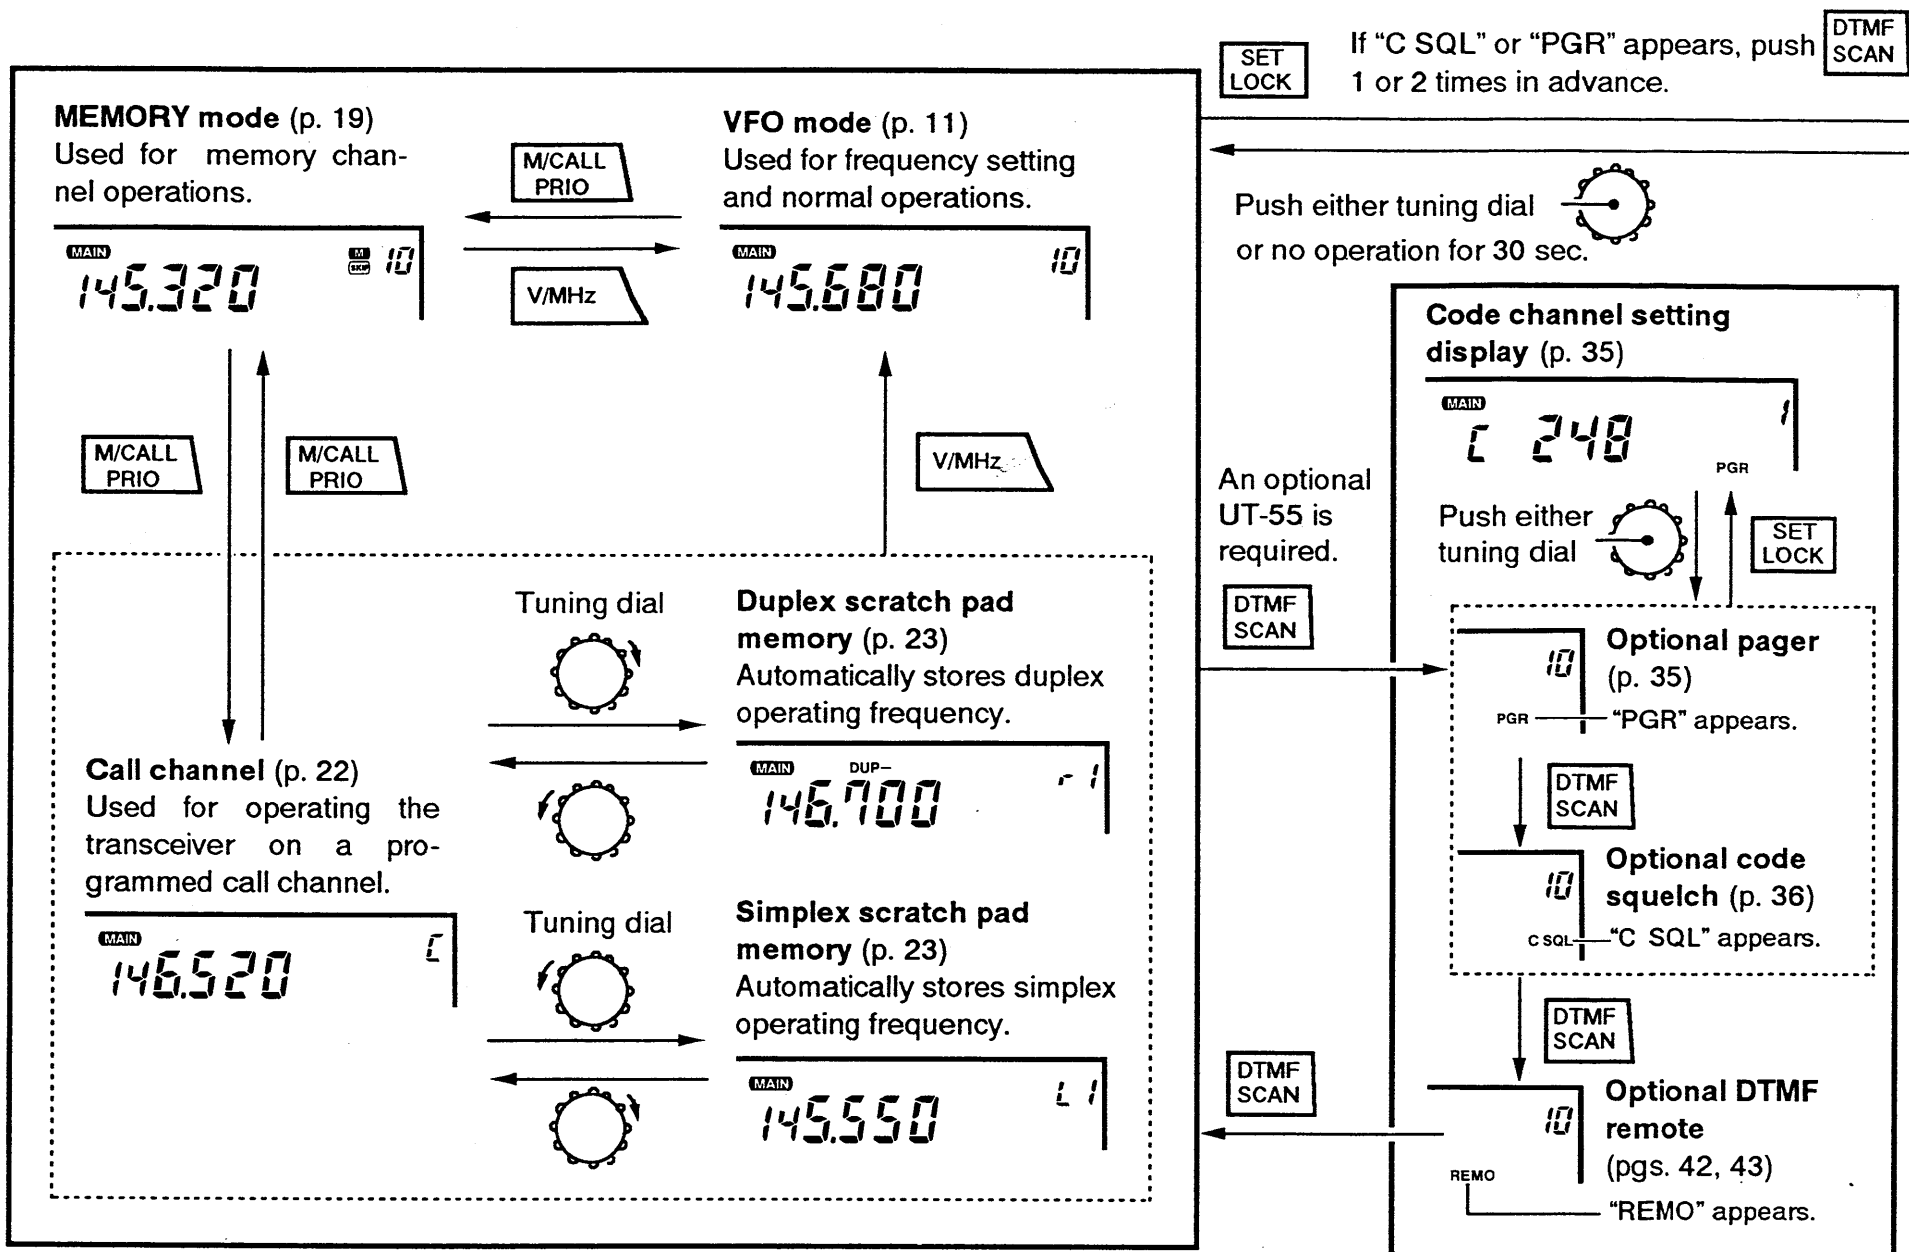 SET
LOCK
If “C SQL” or “PGR” appears, push
DTMF
SCAN
1 or 2 times in advance.
MEMORY mode (p. 19)
Used for memory chan-
nel operations.
M/CALL
PRIO
VFO mode (p. 11)
Used for frequency setting
and normal operations.
MAIN
145.320
M
SKIP
10
V/MHz
MAIN
145.680
10
Push either tuning dial
or no operation for 30 sec.
Code channel setting
display (p. 35)
MAIN
C 248
1
PGR
M/CALL
PRIO
M/CALL
PRIO
V/MHz
An optional
UT-55 is
required.
DTMF
SCAN
Push either
tuning dial
SET
LOCK
Tuning dial
Duplex scratch pad
memory (p. 23)
Automatically stores duplex
operating frequency.
MAIN
DUP–
146.700
r1
Call channel (p. 22)
Used for operating the
transceiver on a pro-
grammed call channel.
MAIN
146.520
C
Tuning dial
Simplex scratch pad
memory (p. 23)
Automatically stores simplex
operating frequency.
MAIN
145.550
L1
10
Optional pager
(p. 35)
PGR
“PGR” appears.
DTMF
SCAN
10
Optional code
squelch (p. 36)
C SQL
“C SQL” appears.
DTMF
SCAN
DTMF
SCAN
10
Optional DTMF
remote
(pgs. 42, 43)
REMO
“REMO” appears.